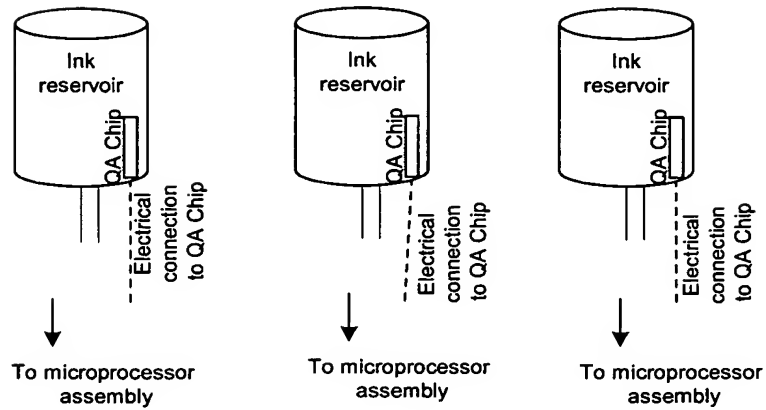 Ink
reservoir
QA Chip
Electrical
connection
to QA Chip
To microprocessor
assembly
Ink
reservoir
QA Chip
Electrical
connection
to QA Chip
To microprocessor
assembly
Ink
reservoir
QA Chip
Electrical
connection
to QA Chip
To microprocessor
assembly